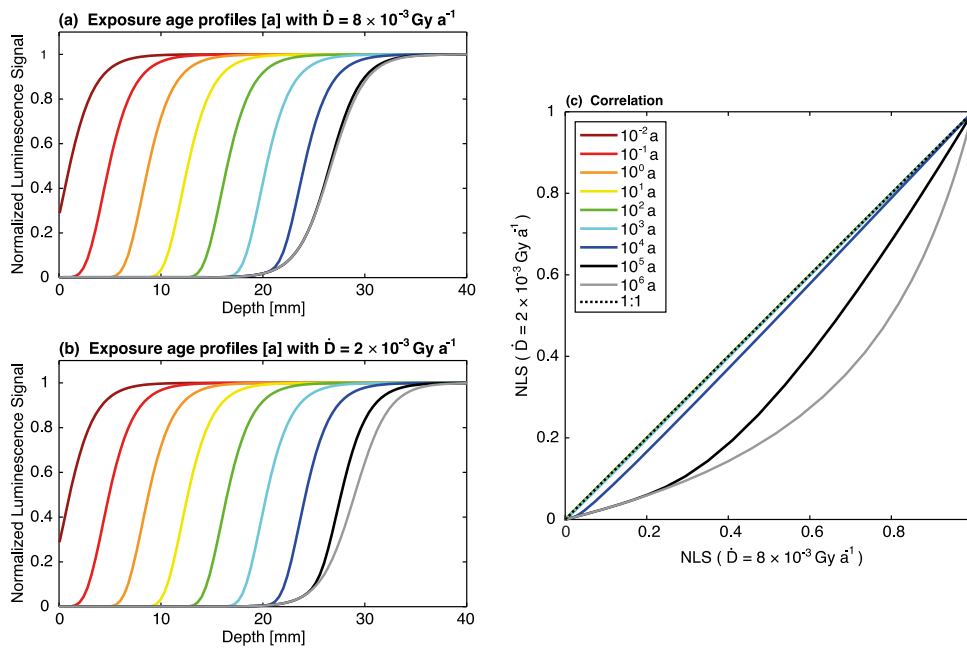 (a) Exposure age profiles [a] with Ḋ = 8 × 10⁻³ Gy a⁻¹
Normalized Luminescence Signal
1
0.8
0.6
0.4
0.2
0
0 10 20 30 40
Depth [mm]
(b) Exposure age profiles [a] with Ḋ = 2 × 10⁻³ Gy a⁻¹
Normalized Luminescence Signal
1
0.8
0.6
0.4
0.2
0
0 10 20 30 40
Depth [mm]
(c) Correlation
NLS ( Ḋ = 2 × 10⁻³ Gy a⁻¹)
1
0.8
0.6
0.4
0.2
0
10⁻² a
10⁻¹ a
10⁰ a
10¹ a
10² a
10³ a
10⁴ a
10⁵ a
10⁶ a
1:1
0 0.2 0.4 0.6 0.8
NLS ( Ḋ = 8 × 10⁻³ Gy a⁻¹)